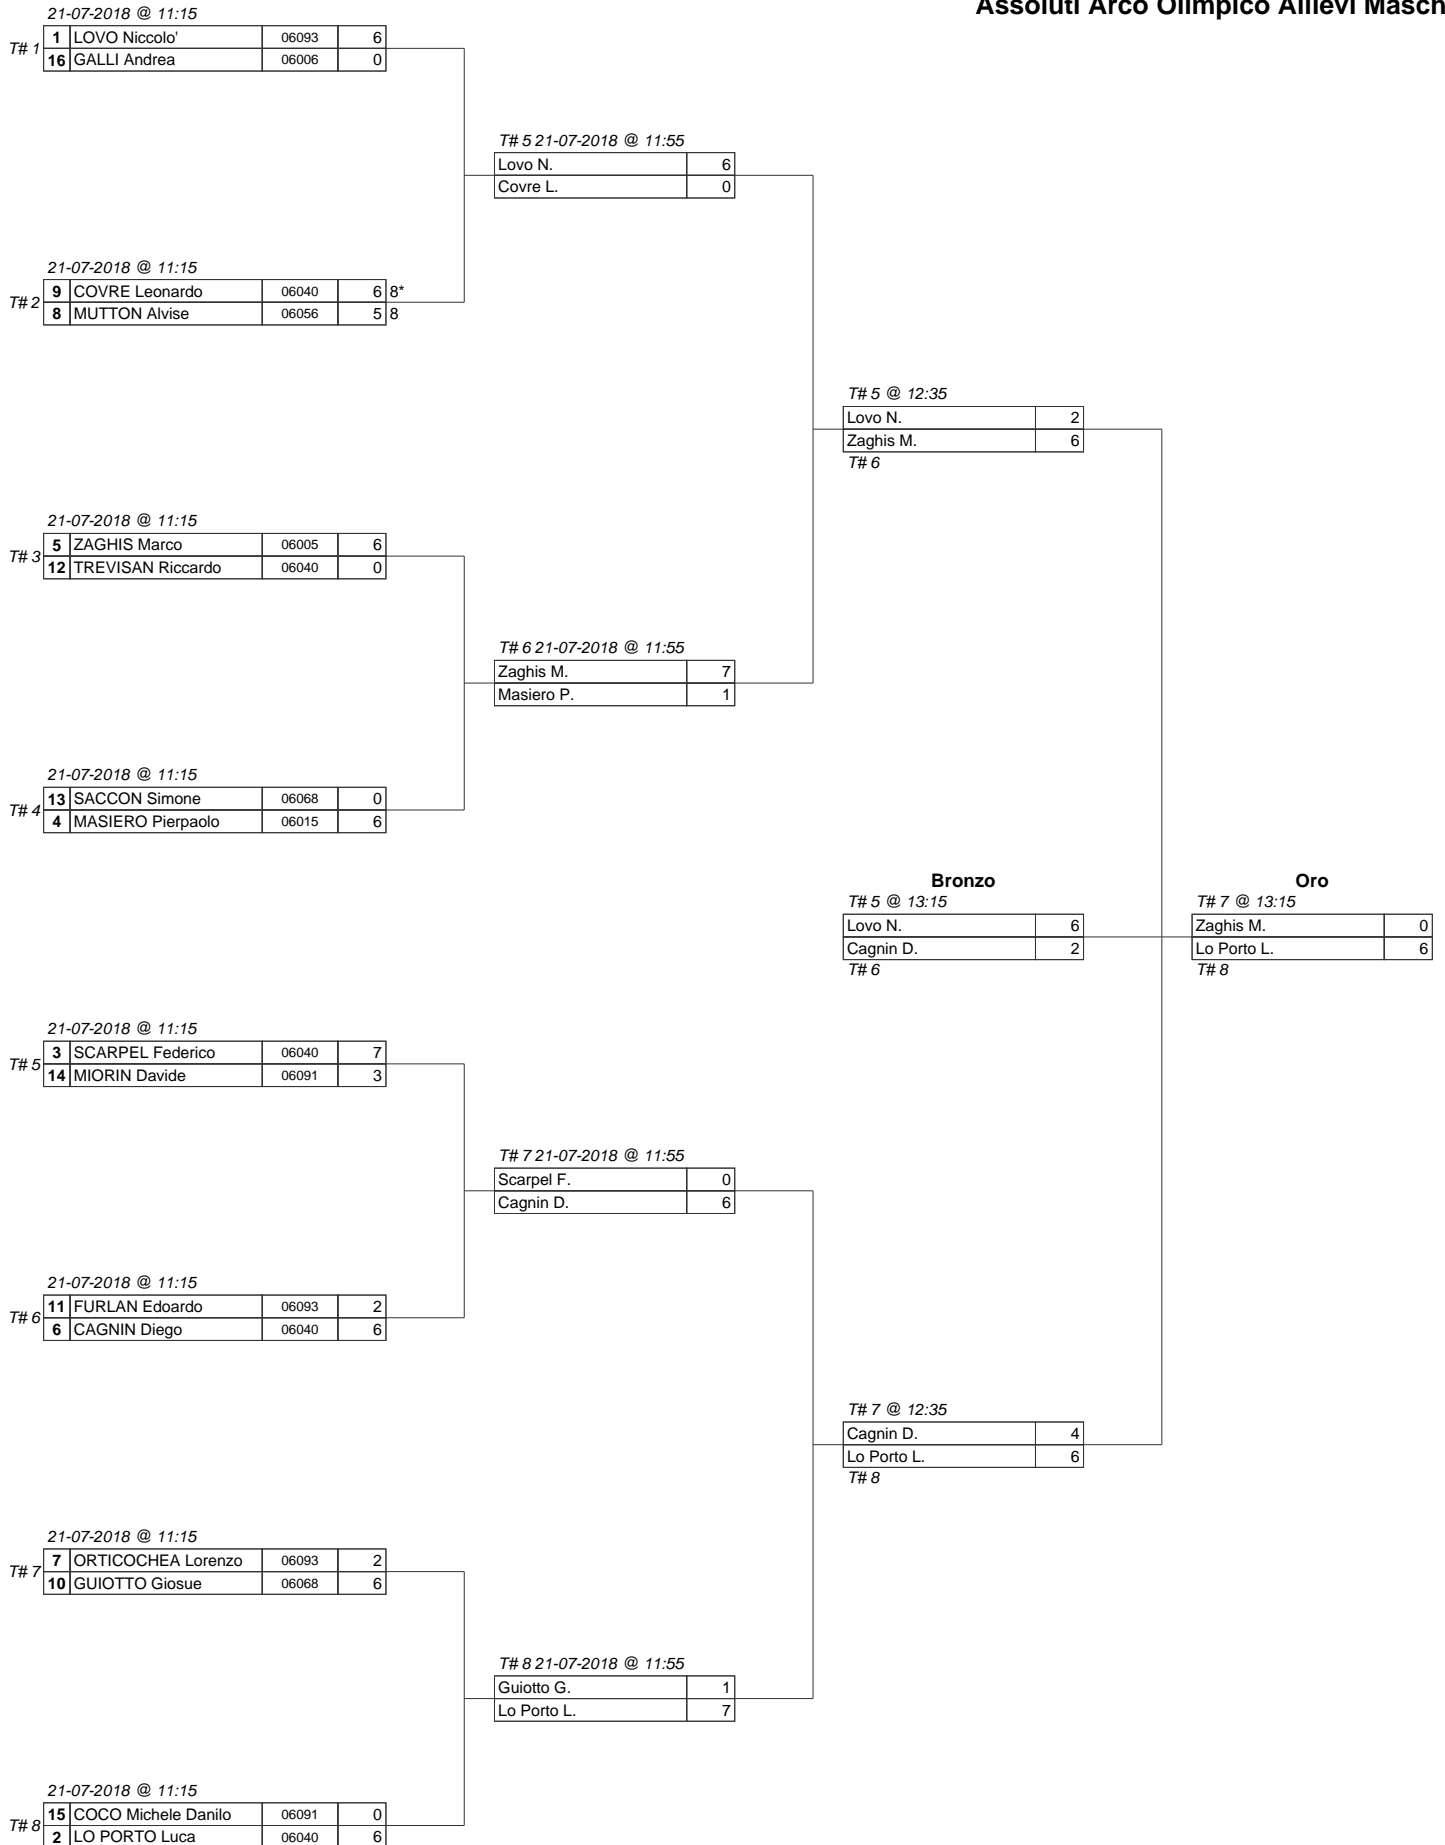 Assoluti Arco Olimpico Allievi Masch
21-07-2018 @ 11:15
T# 1
1 LOVO Niccolo' 06093 6
16 GALLI Andrea 06006 0
T# 5 21-07-2018 @ 11:55
Lovo N. 6
Covre L. 0
21-07-2018 @ 11:15
T# 2
9 COVRE Leonardo 06040 6 8*
8 MUTTON Alvise 06056 5 8
T# 5 @ 12:35
Lovo N. 2
Zaghis M. 6
T# 6
21-07-2018 @ 11:15
T# 3
5 ZAGHIS Marco 06005 6
12 TREVISAN Riccardo 06040 0
T# 6 21-07-2018 @ 11:55
Zaghis M. 7
Masiero P. 1
21-07-2018 @ 11:15
T# 4
13 SACCON Simone 06068 0
4 MASIERO Pierpaolo 06015 6
Bronzo
T# 5 @ 13:15
Lovo N. 6
Cagnin D. 2
T# 6
Oro
T# 7 @ 13:15
Zaghis M. 0
Lo Porto L. 6
T# 8
21-07-2018 @ 11:15
T# 5
3 SCARPEL Federico 06040 7
14 MIORIN Davide 06091 3
T# 7 21-07-2018 @ 11:55
Scarpel F. 0
Cagnin D. 6
21-07-2018 @ 11:15
T# 6
11 FURLAN Edoardo 06093 2
6 CAGNIN Diego 06040 6
T# 7 @ 12:35
Cagnin D. 4
Lo Porto L. 6
T# 8
21-07-2018 @ 11:15
T# 7
7 ORTICOCHEA Lorenzo 06093 2
10 GUIOTTO Giosue 06068 6
T# 8 21-07-2018 @ 11:55
Guiotto G. 1
Lo Porto L. 7
21-07-2018 @ 11:15
T# 8
15 COCO Michele Danilo 06091 0
2 LO PORTO Luca 06040 6